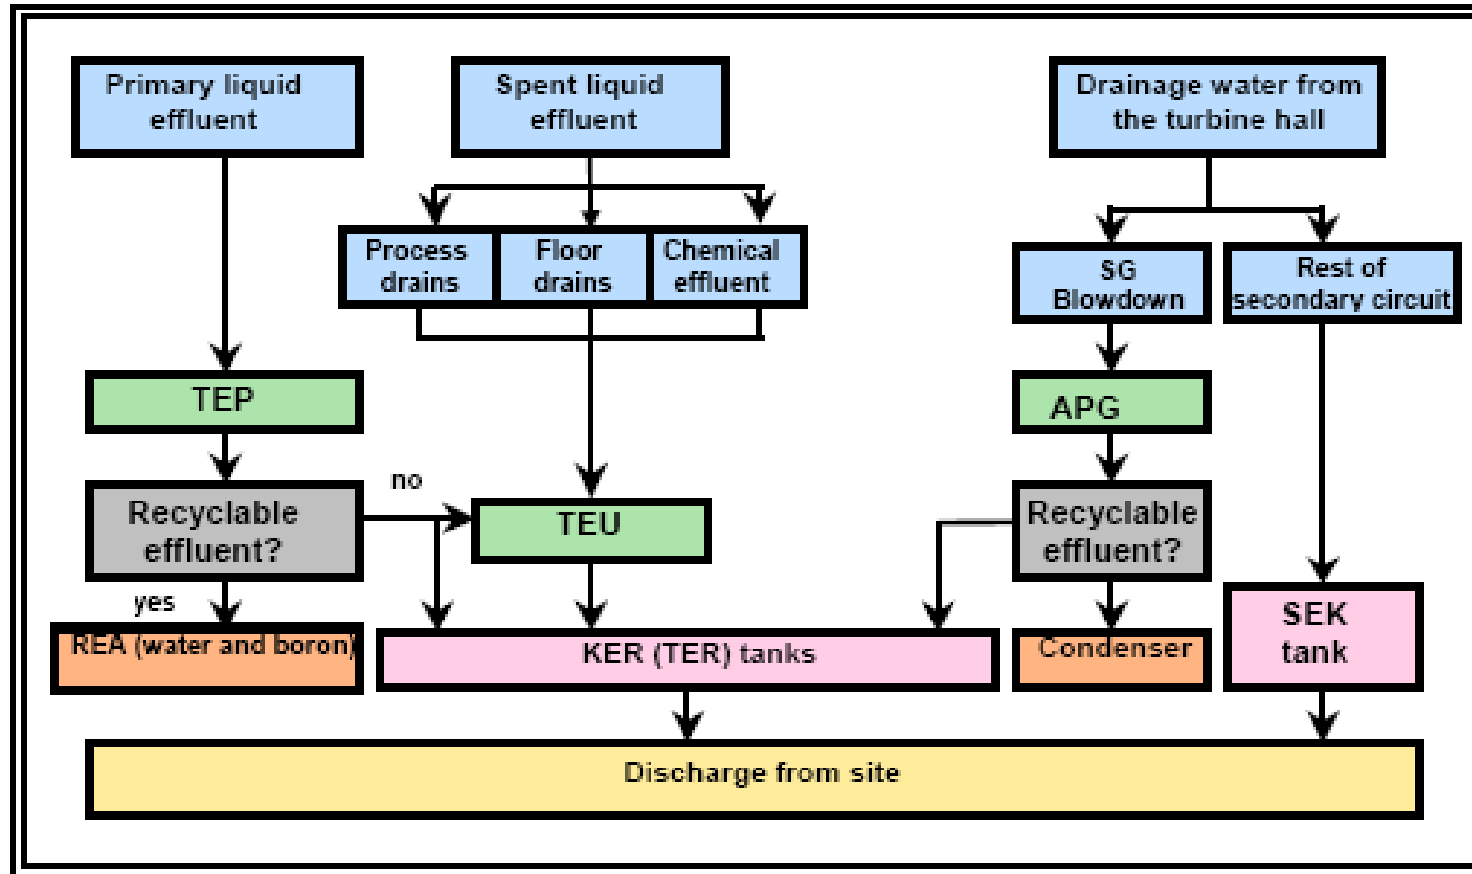 Primary liquid
effluent
Spent liquid
effluent
Drainage water from
the turbine hall
Process
drains
Floor
drains
Chemical
effluent
SG
Blowdown
Rest of
secondary circuit
TEP
APG
Recyclable
effluent?
no
TEU
Recyclable
effluent?
yes
REA (water and boron)
KER (TER) tanks
Condenser
SEK
tank
Discharge from site